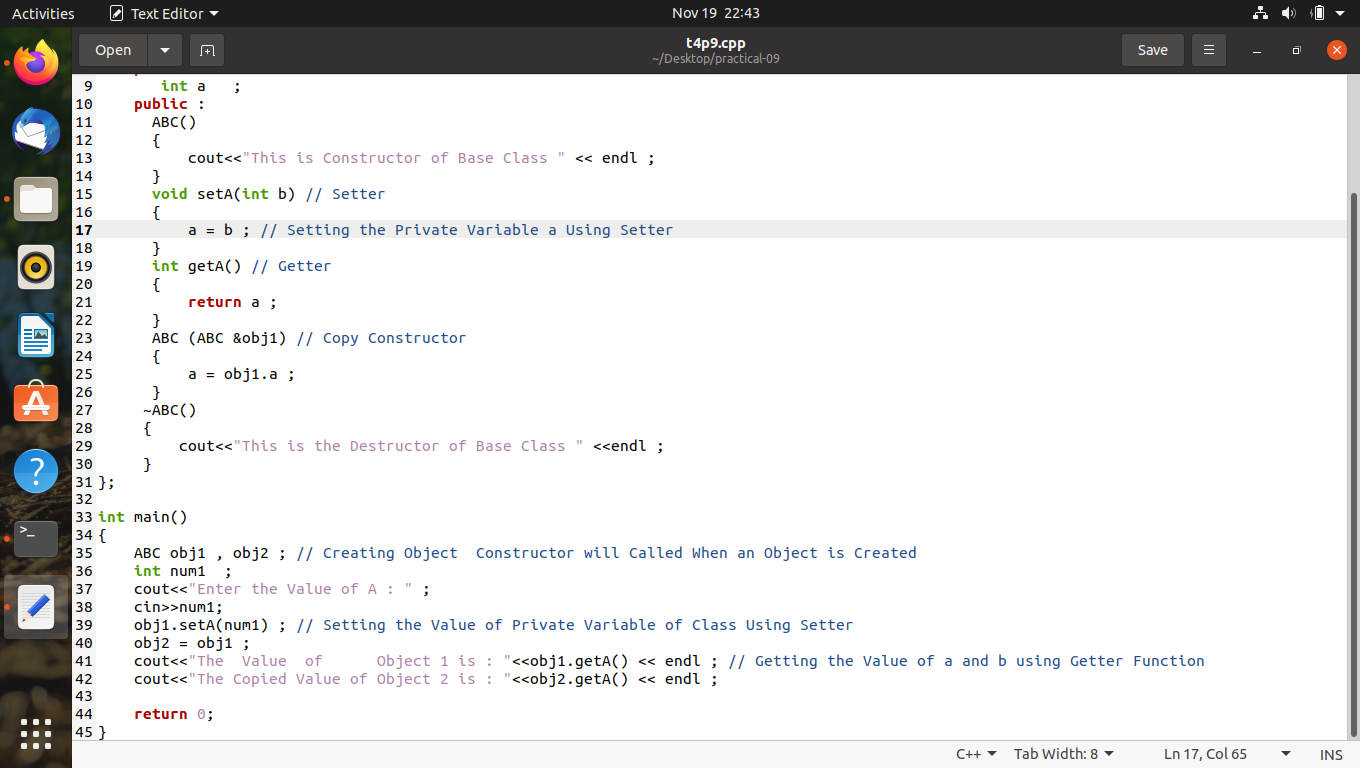 Activities Text Editor Nov 19 22:43
Open t4p9.cpp Save
~/Desktop/practical-09
9 int a ;
10 public :
11 ABC()
12 {
13 cout<<"This is Constructor of Base Class " << endl ;
14 }
15 void setA(int b) // Setter
16 {
17 a = b ; // Setting the Private Variable a Using Setter
18 }
19 int getA() // Getter
20 {
21 return a ;
22 }
23 ABC (ABC &obj1) // Copy Constructor
24 {
25 a = obj1.a ;
26 }
27 ~ABC()
28 {
29 cout<<"This is the Destructor of Base Class " <<endl ;
30 }
31 };
32
33 int main()
34 {
35 ABC obj1 , obj2 ; // Creating Object  Constructor will Called When an Object is Created
36 int num1  ;
37 cout<<"Enter the Value of A : " ;
38 cin>>num1;
39 obj1.setA(num1) ; // Setting the Value of Private Variable of Class Using Setter
40 obj2 = obj1 ;
41 cout<<"The  Value  of      Object 1 is : "<<obj1.getA() << endl ; // Getting the Value of a and b using Getter Function
42 cout<<"The Copied Value of Object 2 is : "<<obj2.getA() << endl ;
43
44 return 0;
45 }
C++ Tab Width: 8 Ln 17, Col 65 INS